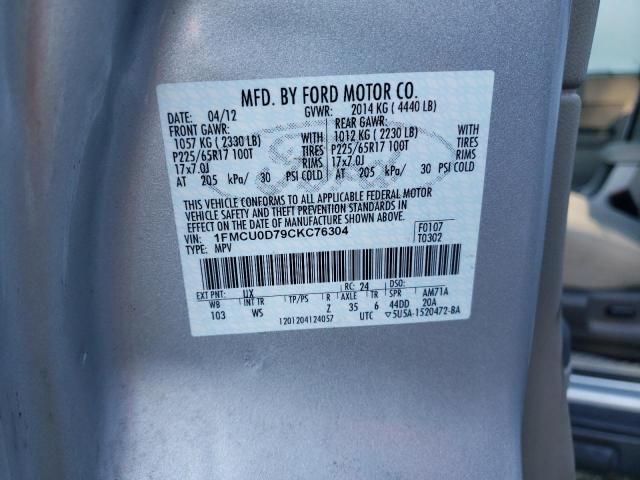 MFD. BY FORD MOTOR CO.
DATE: 04/12 GVWR: 2014 KG ( 4440 LB)
FRONT GAWR: REAR GAWR:
1057 KG ( 2330 LB) WITH 1012 KG ( 2230 LB) WITH
P225/65R17 100T TIRES P225/65R17 100T TIRES
17x7.0J RIMS 17x7.0J RIMS
AT 205 kPa/ 30 PSI COLD AT 205 kPa/ 30 PSI COLD
THIS VEHICLE CONFORMS TO ALL APPLICABLE FEDERAL MOTOR
VEHICLE SAFETY AND THEFT PREVENTION STANDARDS IN
EFFECT ON THE DATE OF MANUFACTURE SHOWN ABOVE.
VIN: 1FMCU0D79CKC76304 F0107
TYPE: MPV T0302
EXT PNT: UX RC: 24 DSO:
WB INT TR TP/PS R AXLE TR AM71A
103 WS Z 35 6 44DD 20A
1201204124057 UTC ▽5USA-1520472-BA